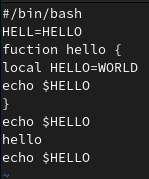 #/bin/bash
HELL=HELLO
fuction hello {
local HELLO=WORLD
echo $HELLO
}
echo $HELLO
hello
echo $HELLO
~